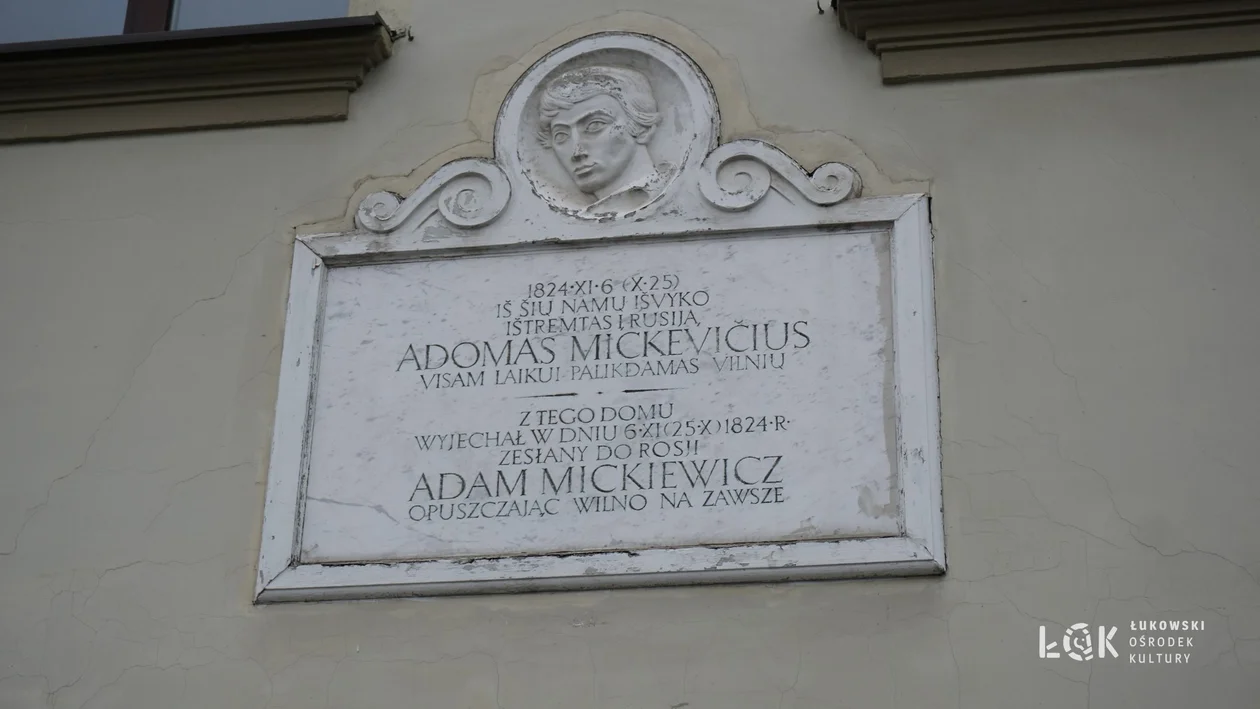 1824·XI·6 (X·25)
IŠ ŠIŲ NAMŲ IŠVYKO
IŠTREMTAS Į RUSIJĄ
ADOMAS MICKEVIČIUS
VISAM LAIKUI PALIKDAMAS VILNIŲ
Z TEGO DOMU
WYJECHAŁ W DNIU 6·XI(25·X)1824·R·
ZESŁANY DO ROSJI
ADAM MICKIEWICZ
OPUSZCZAJĄC WILNO NA ZAWSZE
ŁOK
ŁUKOWSKI
OŚRODEK
KULTURY